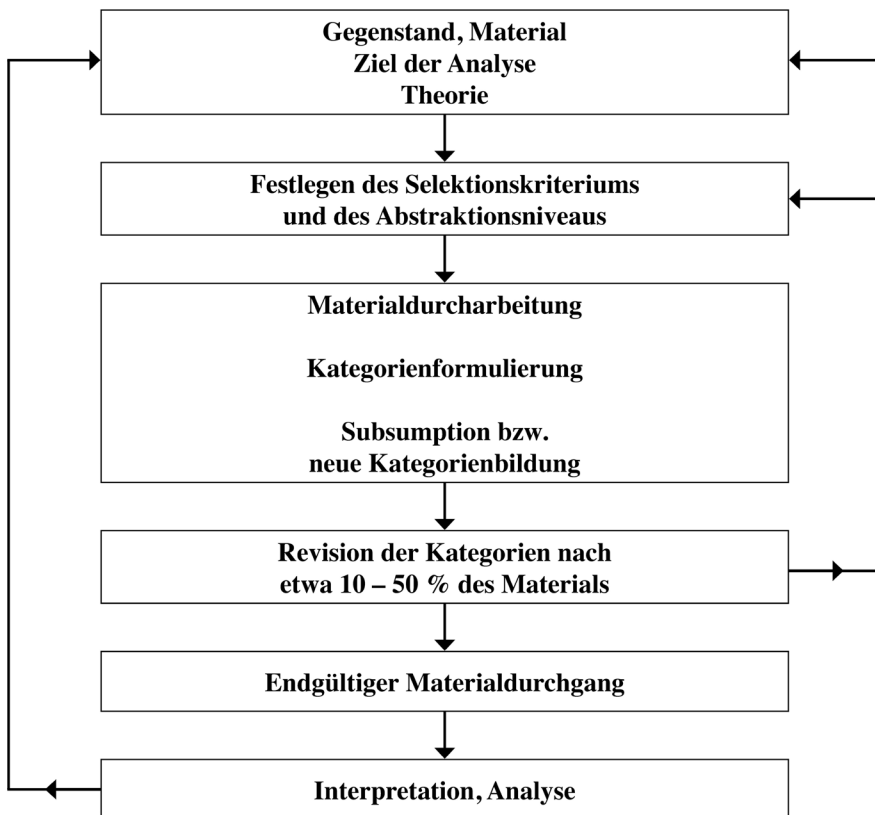 Gegenstand, Material
Ziel der Analyse
Theorie
Festlegen des Selektionskriteriums
und des Abstraktionsniveaus
Materialdurcharbeitung
Kategorienformulierung
Subsumption bzw.
neue Kategorienbildung
Revision der Kategorien nach
etwa 10 – 50 % des Materials
Endgültiger Materialdurchgang
Interpretation, Analyse